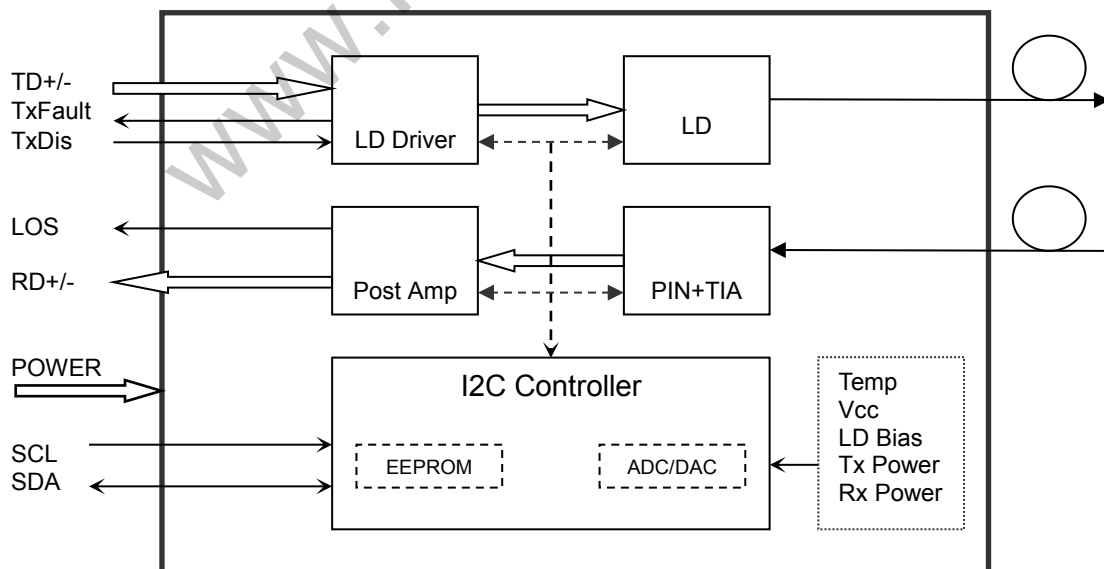 www.
TD+/-
TxFault
TxDis
LD Driver
LD
LOS
RD+/-
Post Amp
PIN+TIA
POWER
I2C Controller
SCL
SDA
EEPROM
ADC/DAC
Temp
Vcc
LD Bias
Tx Power
Rx Power